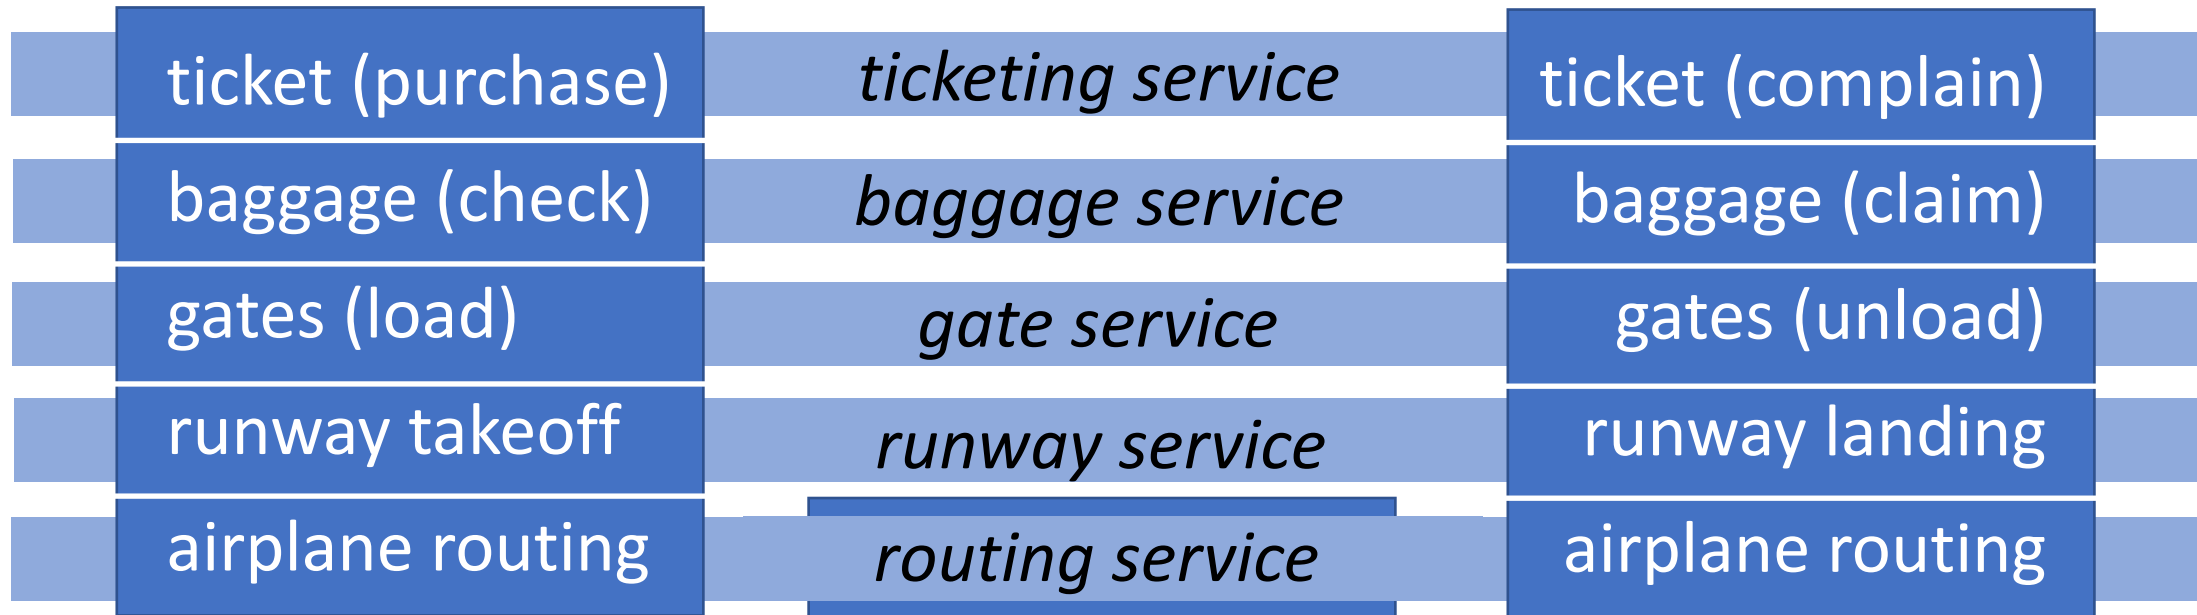 ticket (purchase) ticketing service ticket (complain)
baggage (check) baggage service baggage (claim)
gates (load) gate service gates (unload)
runway takeoff runway service runway landing
airplane routing routing service airplane routing